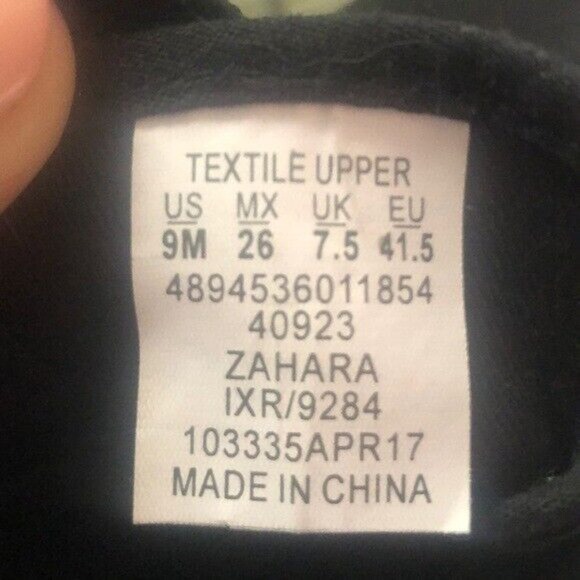 TEXTILE UPPER
US MX UK EU
9M 26 7.5 41.5
4894536011854
40923
ZAHARA
IXR/9284
103335APR17
MADE IN CHINA